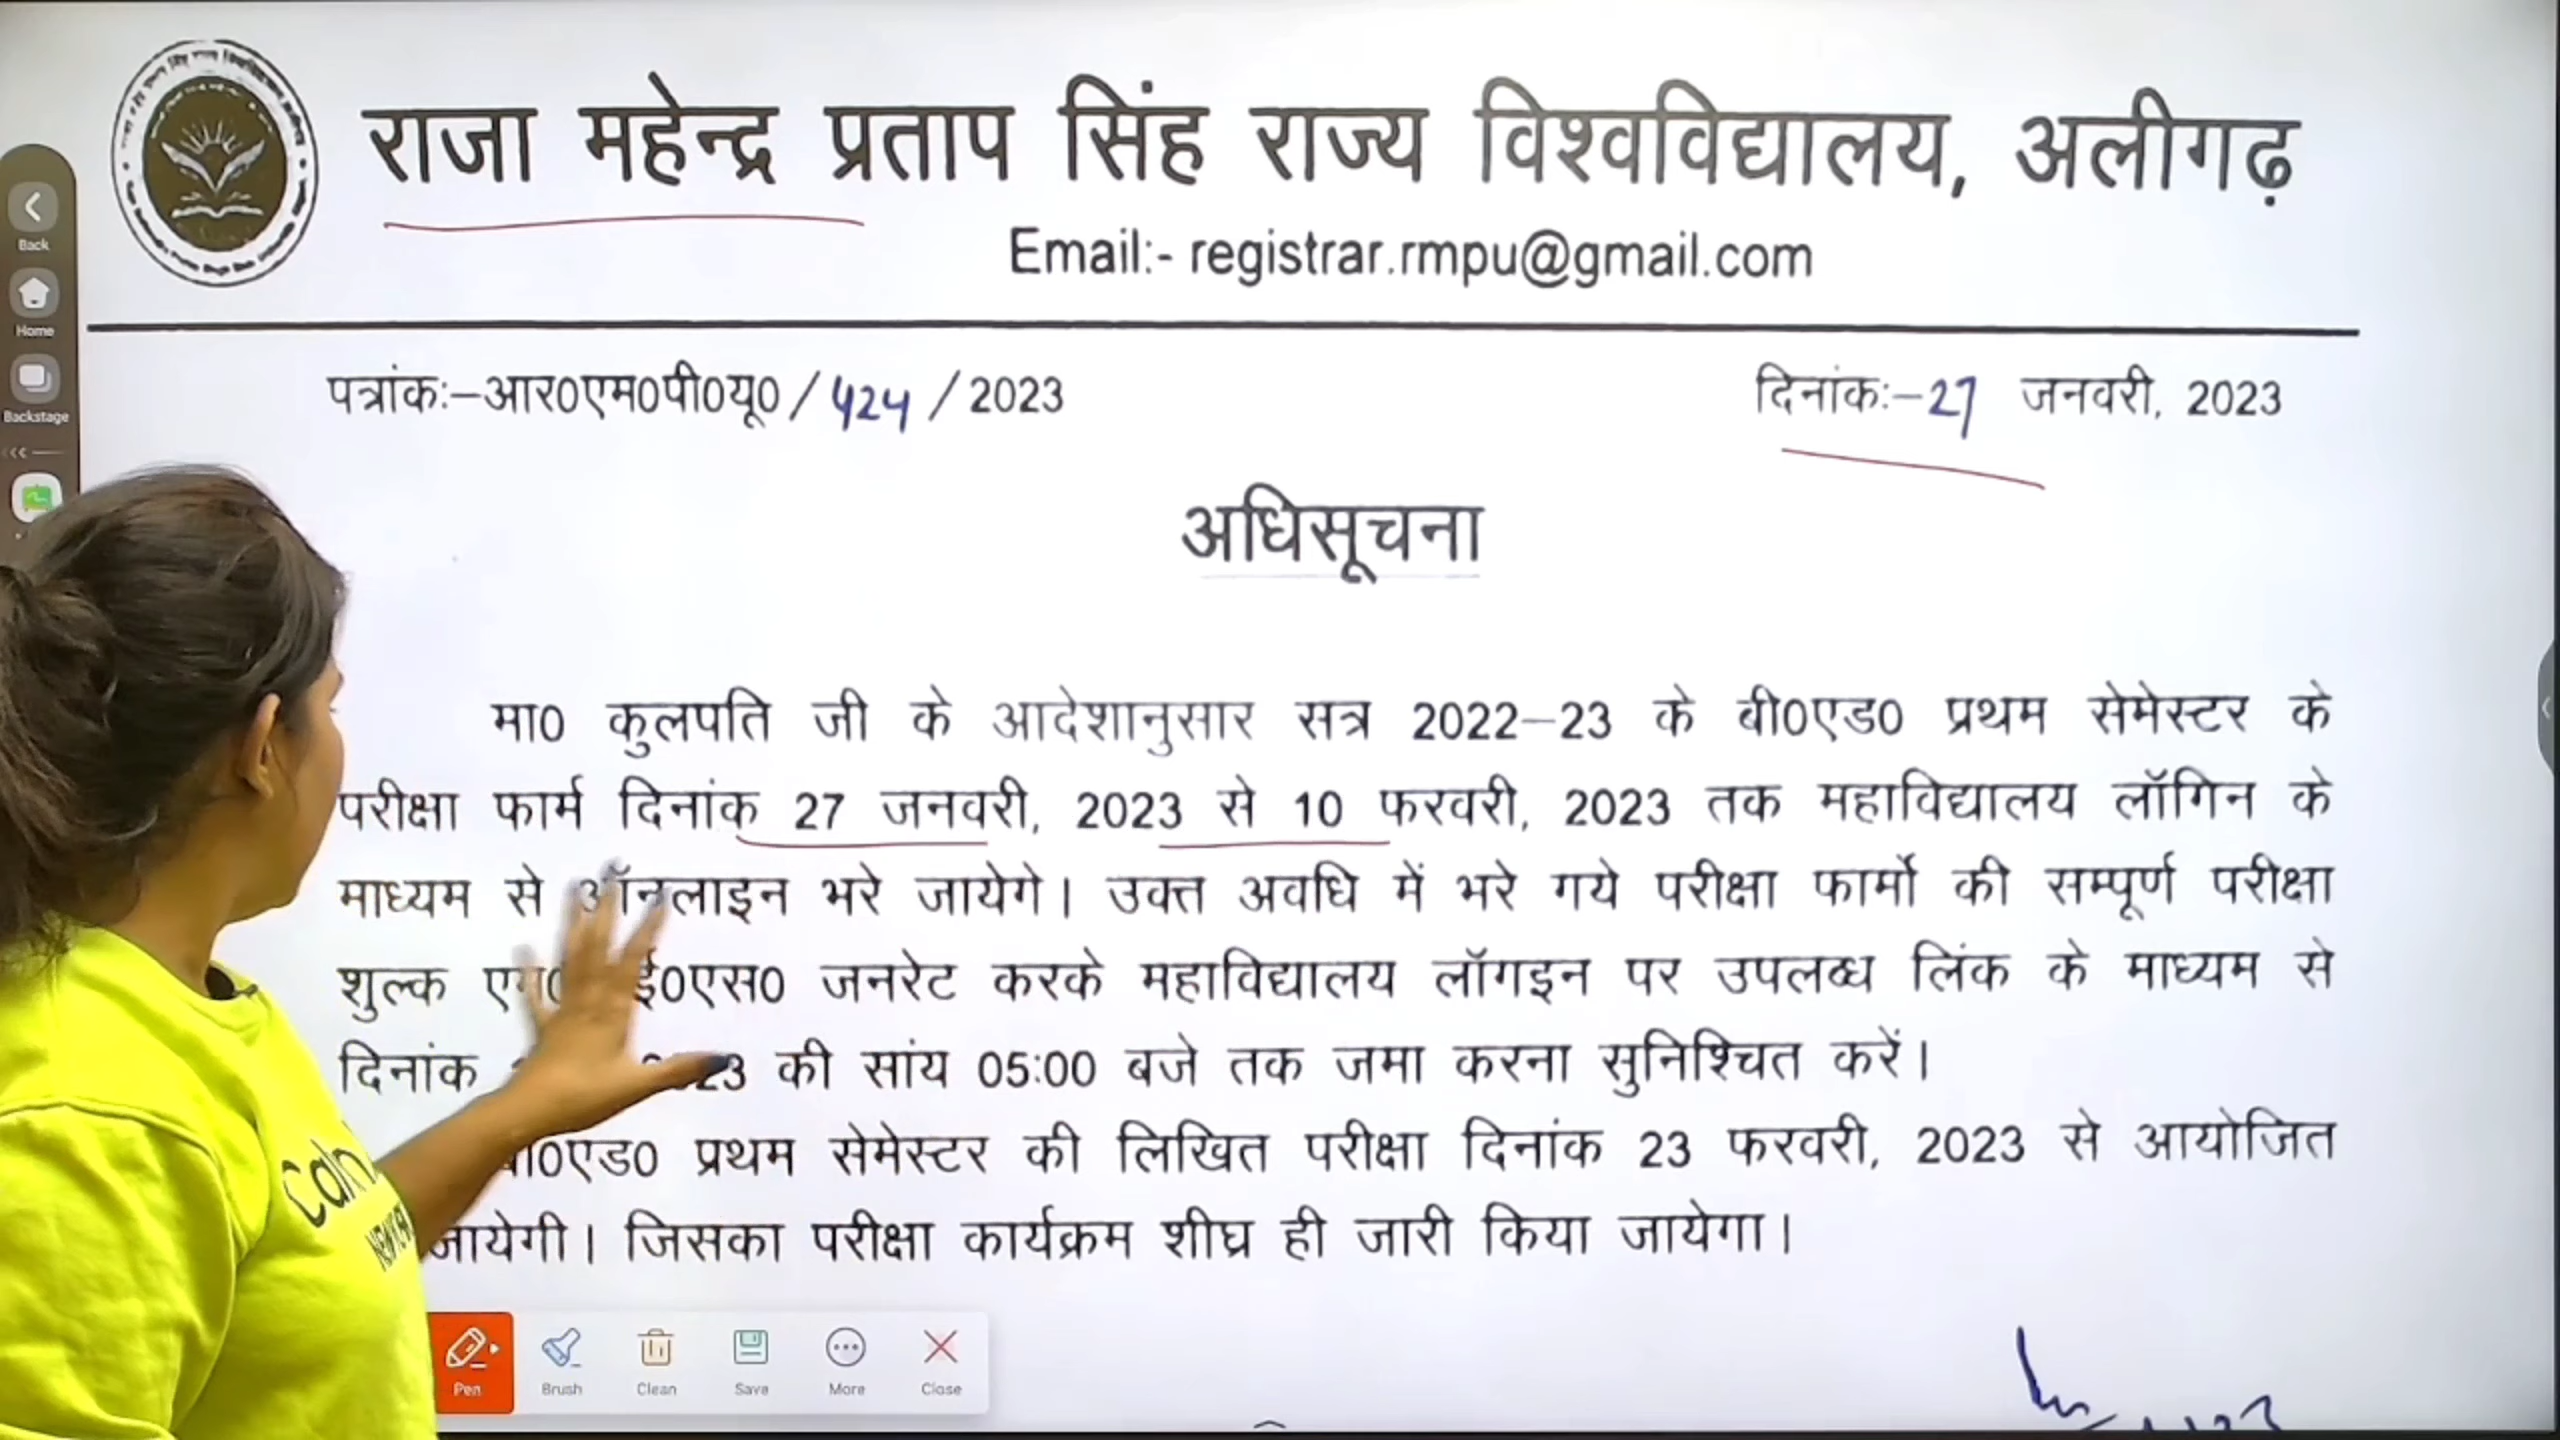 राजा महेन्द्र प्रताप सिंह राज्य विश्वविद्यालय, अलीगढ़
Email:- registrar.rmpu@gmail.com
पत्रांकः–आर0एम0पी0यू0 / 424 / 2023
दिनांकः–27 जनवरी, 2023
अधिसूचना
मा0 कुलपति जी के आदेशानुसार सत्र 2022–23 के बी0एड0 प्रथम सेमेस्टर के
परीक्षा फार्म दिनांक 27 जनवरी, 2023 से 10 फरवरी, 2023 तक महाविद्यालय लॉगिन के
माध्यम से ऑनलाइन भरे जायेगे। उक्त अवधि में भरे गये परीक्षा फार्मो की सम्पूर्ण परीक्षा
शुल्क ई0एस0 जनरेट करके महाविद्यालय लॉगइन पर उपलब्ध लिंक के माध्यम से
दिनांक की सांय 05:00 बजे तक जमा करना सुनिश्चित करें।
बी0एड0 प्रथम सेमेस्टर की लिखित परीक्षा दिनांक 23 फरवरी, 2023 से आयोजित
जायेगी। जिसका परीक्षा कार्यक्रम शीघ्र ही जारी किया जायेगा।
Back
Home
Backstage
Pen
Brush
Clean
Save
More
Close